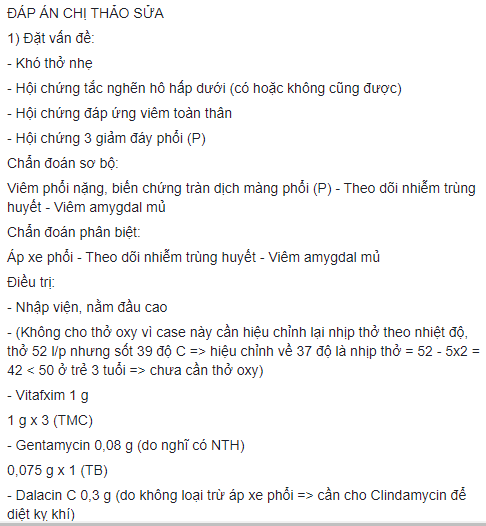 ĐÁP ÁN CHỊ THẢO SỬA
1) Đặt vấn đề:
- Khó thở nhẹ
- Hội chứng tắc nghẽn hô hấp dưới (có hoặc không cũng được)
- Hội chứng đáp ứng viêm toàn thân
- Hội chứng 3 giảm đáy phổi (P)
Chẩn đoán sơ bộ:
Viêm phổi nặng, biến chứng tràn dịch màng phổi (P) - Theo dõi nhiễm trùng
huyết - Viêm amygdal mủ
Chẩn đoán phân biệt:
Áp xe phổi - Theo dõi nhiễm trùng huyết - Viêm amygdal mủ
Điều trị:
- Nhập viện, nằm đầu cao
- (Không cho thở oxy vì case này cần hiệu chỉnh lại nhịp thở theo nhiệt độ,
thở 52 l/p nhưng sốt 39 độ C => hiệu chỉnh về 37 độ là nhịp thở = 52 - 5x2 =
42 < 50 ở trẻ 3 tuổi => chưa cần thở oxy)
- Vitafxim 1 g
1 g x 3 (TMC)
- Gentamycin 0,08 g (do nghĩ có NTH)
0,075 g x 1 (TB)
- Dalacin C 0,3 g (do không loại trừ áp xe phổi => cần cho Clindamycin để
diệt kỵ khí)